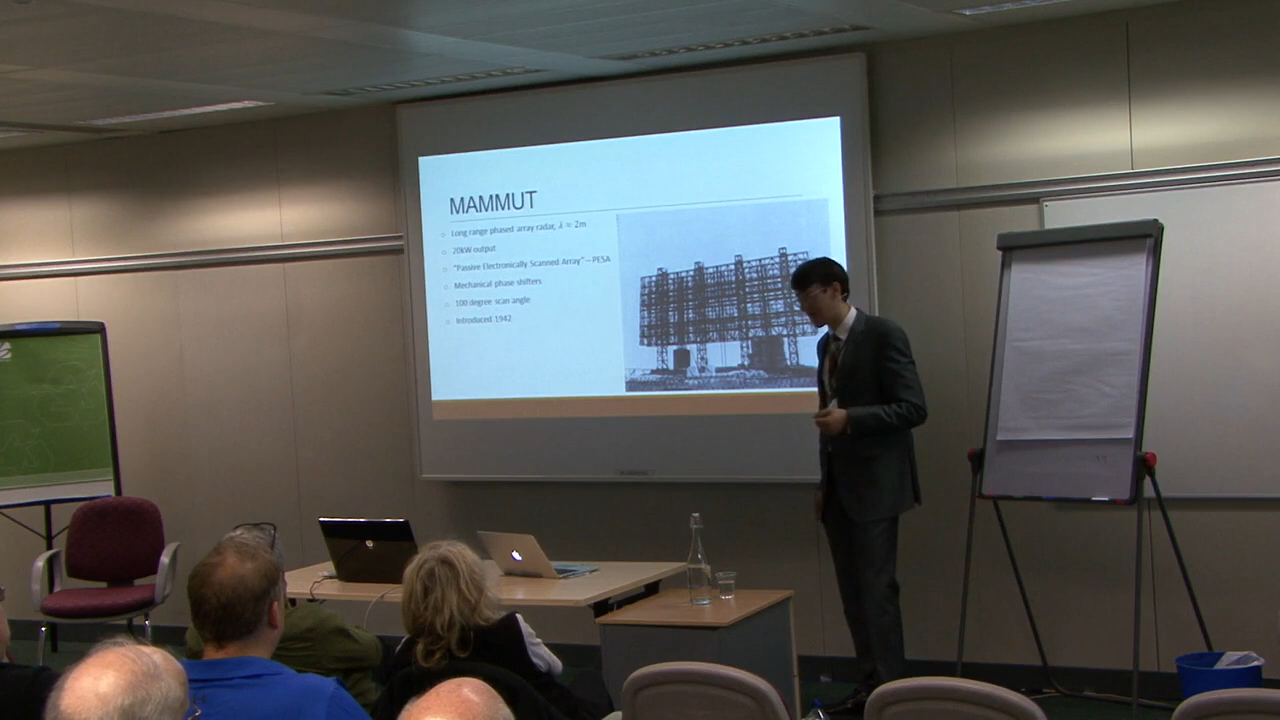 MAMMUT
Long range phased array radar, λ ≈ 2m
20kW output
"Passive Electronically Scanned Array" – PESA
Mechanical phase shifters
100 degree scan angle
Introduced 1942